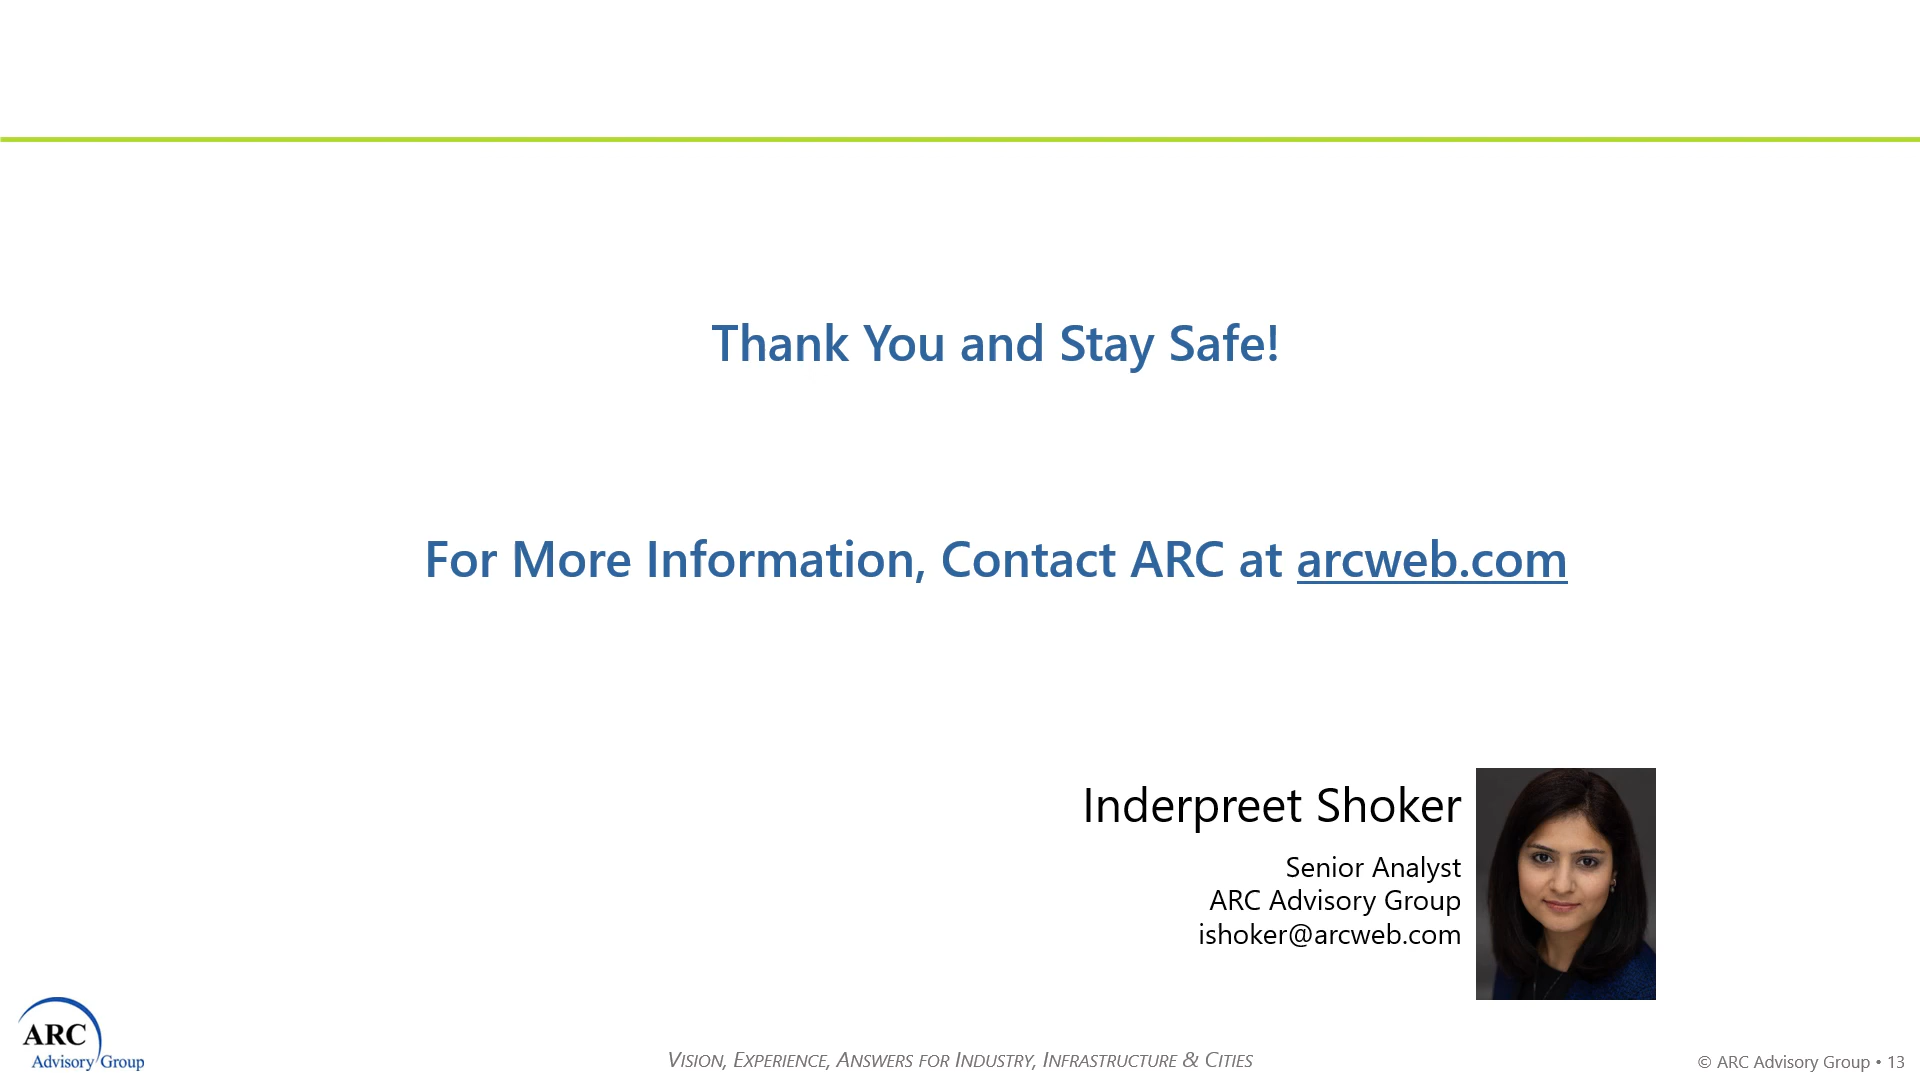 Thank You and Stay Safe!
For More Information, Contact ARC at arcweb.com
Inderpreet Shoker
Senior Analyst
ARC Advisory Group
ishoker@arcweb.com
ARC
Advisory Group
VISION, EXPERIENCE, ANSWERS FOR INDUSTRY, INFRASTRUCTURE & CITIES
© ARC Advisory Group • 13